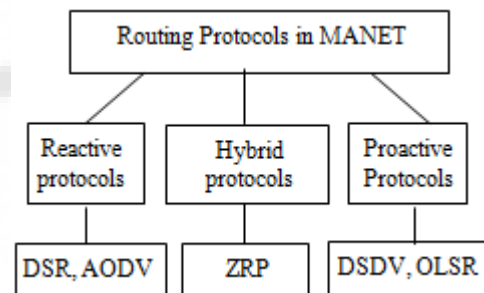 Routing Protocols in MANET
Reactive
protocols
Hybrid
protocols
Proactive
Protocols
DSR, AODV
ZRP
DSDV, OLSR